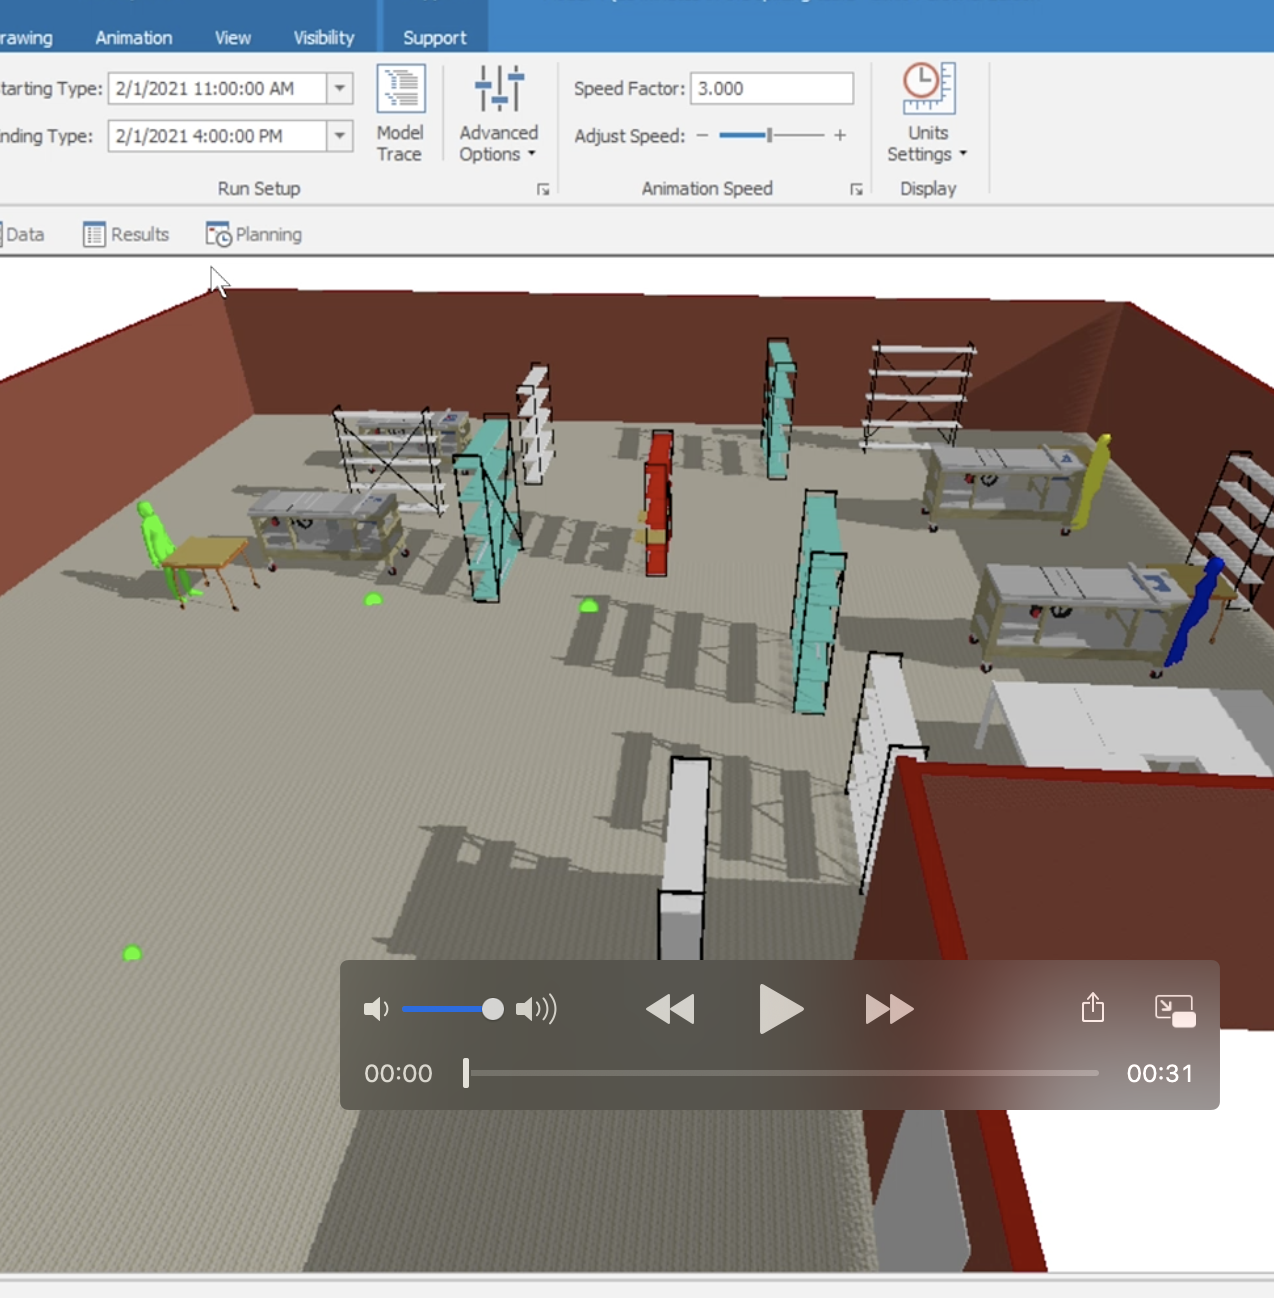 rawing Animation View Visibility Support
tarting Type: 2/1/2021 11:00:00 AM
nding Type: 2/1/2021 4:00:00 PM
Model
Trace
Advanced
Options
Run Setup
Speed Factor: 3.000
Adjust Speed: − +
Animation Speed
Units
Settings
Display
Data Results Planning
00:00 00:31